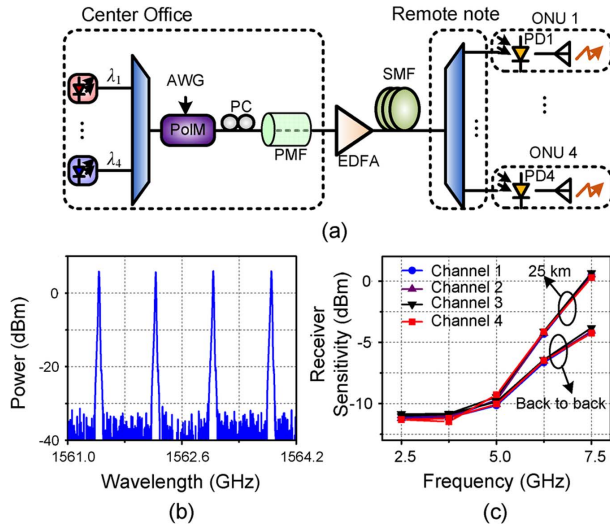 Center Office
Remote note
ONU 1
λ1
AWG
PC
SMF
PD1
PolM
λ4
PMF
EDFA
ONU 4
PD4
(a)
Power (dBm)
0
-20
-40
1561.0
1562.6
1564.2
Wavelength (GHz)
(b)
Receiver
Sensitivity (dBm)
0
-5
-10
Channel 1
Channel 2
Channel 3
Channel 4
25 km
Back to back
2.5
5.0
7.5
Frequency (GHz)
(c)